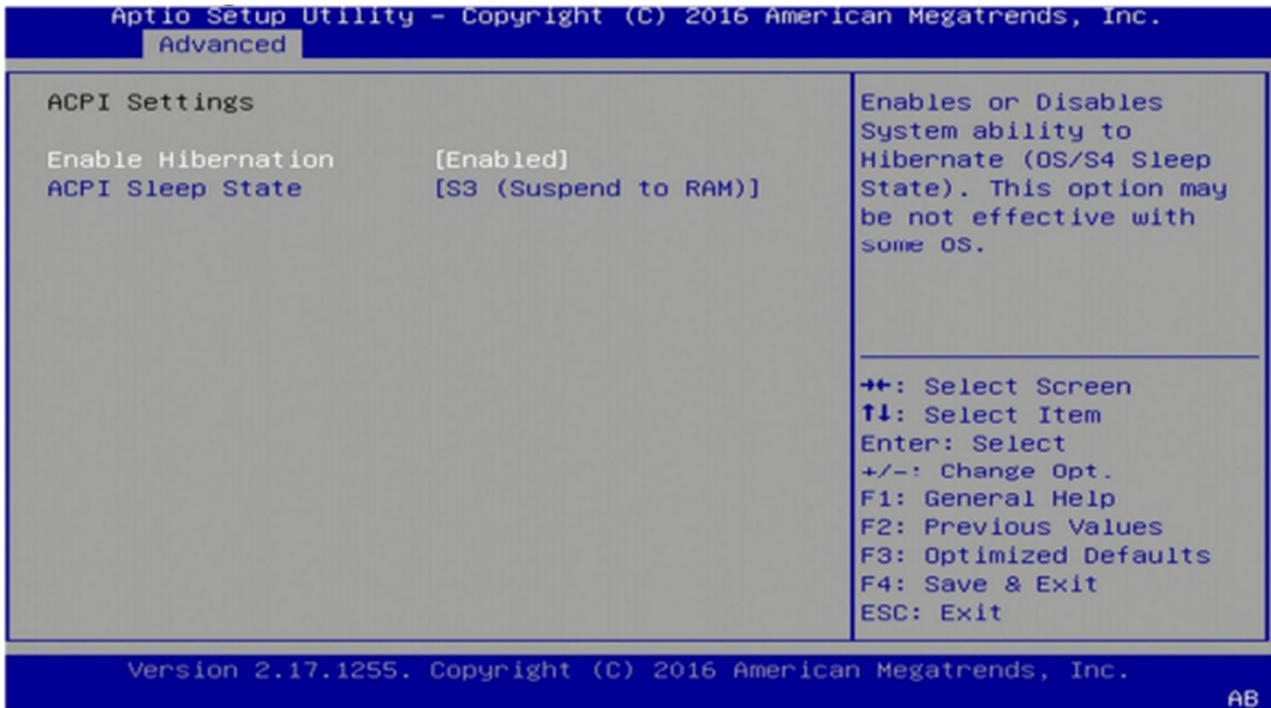 Aptio Setup Utility – Copyright (C) 2016 American Megatrends, Inc.
Advanced
ACPI Settings
Enable Hibernation [Enabled]
ACPI Sleep State [S3 (Suspend to RAM)]
Enables or Disables
System ability to
Hibernate (OS/S4 Sleep
State). This option may
be not effective with
some OS.
→←: Select Screen
↑↓: Select Item
Enter: Select
+/-: Change Opt.
F1: General Help
F2: Previous Values
F3: Optimized Defaults
F4: Save & Exit
ESC: Exit
Version 2.17.1255. Copyright (C) 2016 American Megatrends, Inc.
AB